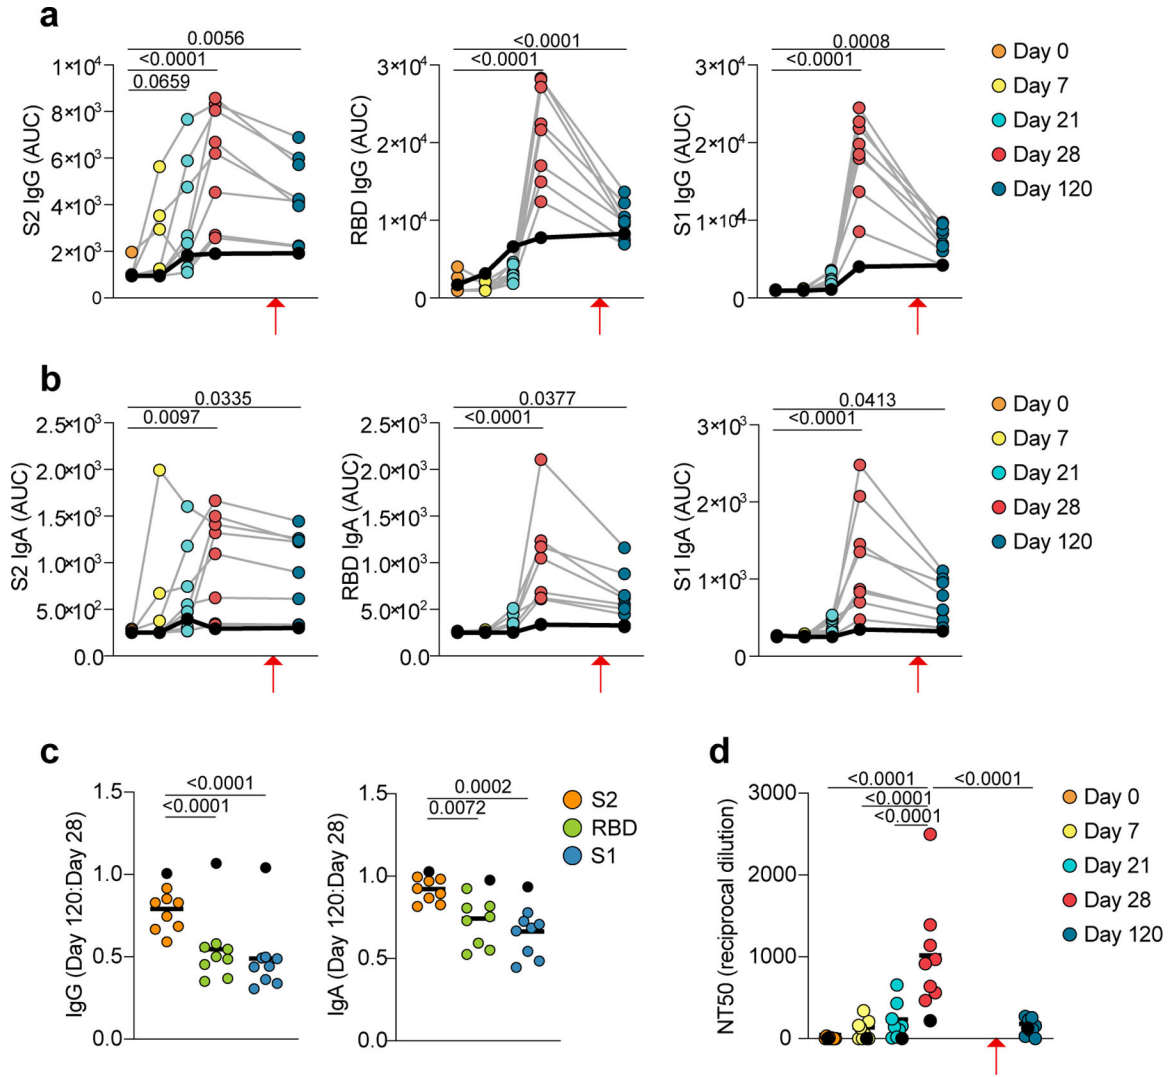 a
0.0056
<0.0001
0.0659
1×10⁴
8×10³
6×10³
4×10³
2×10³
0
S2 IgG (AUC)
<0.0001
<0.0001
3×10⁴
2×10⁴
1×10⁴
0
RBD IgG (AUC)
0.0008
<0.0001
3×10⁴
2×10⁴
1×10⁴
0
S1 IgG (AUC)
Day 0
Day 7
Day 21
Day 28
Day 120
b
0.0335
0.0097
2.5×10³
2.0×10³
1.5×10³
1.0×10³
5.0×10²
0.0
S2 IgA (AUC)
0.0377
<0.0001
2.5×10³
2.0×10³
1.5×10³
1.0×10³
5.0×10²
0.0
RBD IgA (AUC)
0.0413
<0.0001
3×10³
2×10³
1×10³
0
S1 IgA (AUC)
Day 0
Day 7
Day 21
Day 28
Day 120
c
<0.0001
<0.0001
1.5
1.0
0.5
0.0
IgG (Day 120:Day 28)
0.0002
0.0072
1.5
1.0
0.5
0.0
IgA (Day 120:Day 28)
S2
RBD
S1
d
<0.0001
<0.0001
<0.0001
<0.0001
3000
2000
1000
0
NT50 (reciprocal dilution)
Day 0
Day 7
Day 21
Day 28
Day 120